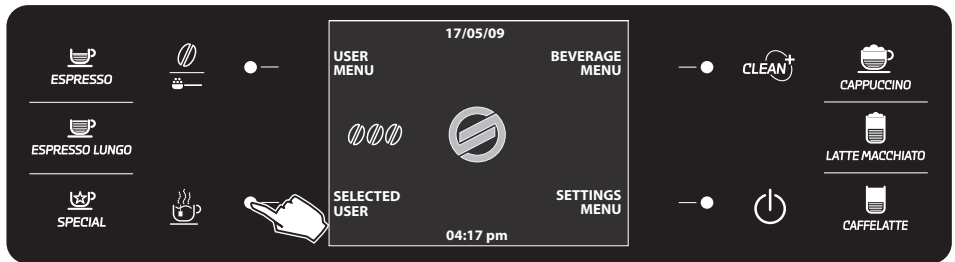 ESPRESSO
ESPRESSO LUNGO
SPECIAL
17/05/09
USER
MENU
BEVERAGE
MENU
SELECTED
USER
SETTINGS
MENU
04:17 pm
CLEAN+
CAPPUCCINO
LATTE MACCHIATO
CAFFELATTE